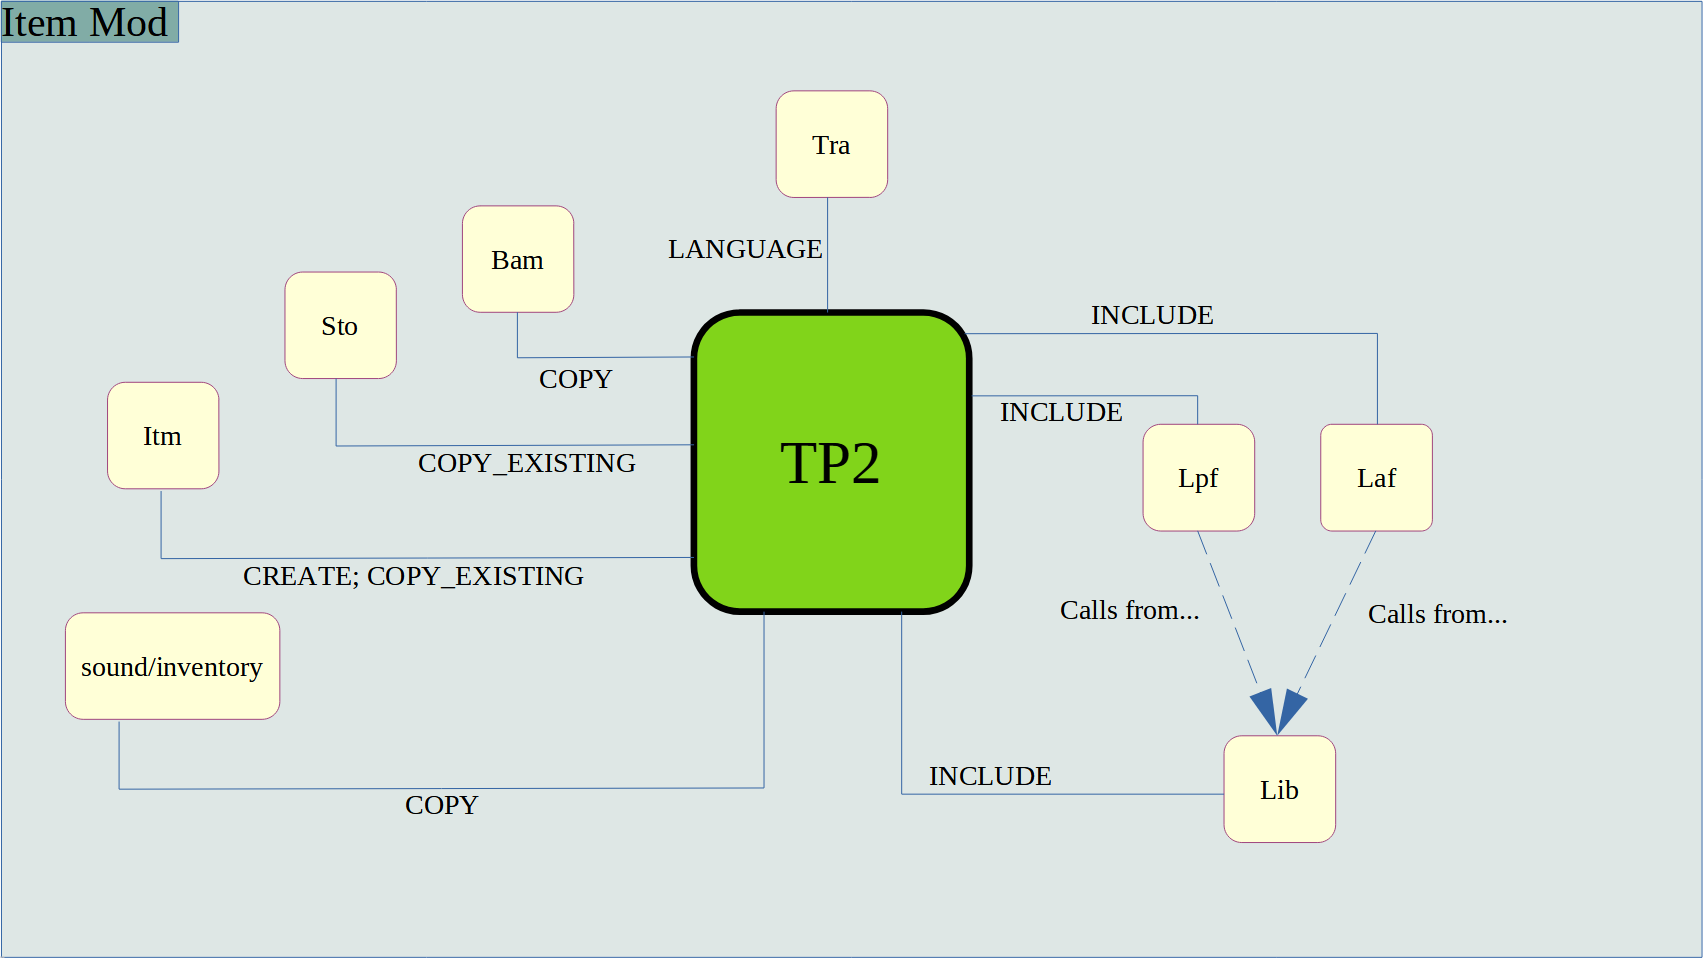 Item Mod
Tra
LANGUAGE
Bam
COPY
Sto
COPY_EXISTING
Itm
CREATE; COPY_EXISTING
sound/inventory
COPY
TP2
INCLUDE
INCLUDE
Lpf
Laf
Calls from...
Calls from...
INCLUDE
Lib